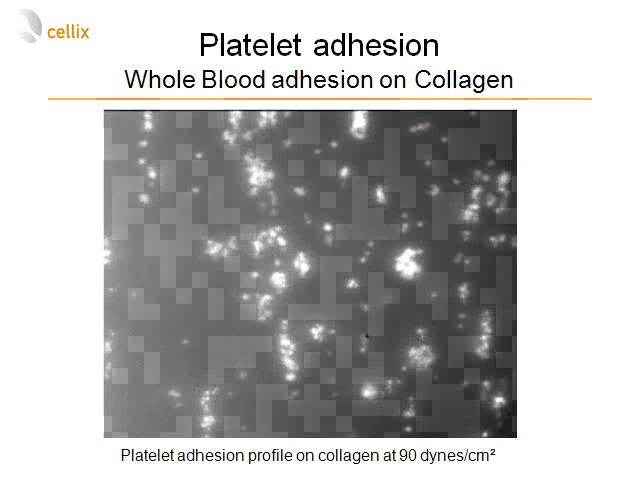 cellix
Platelet adhesion
Whole Blood adhesion on Collagen
Platelet adhesion profile on collagen at 90 dynes/cm²